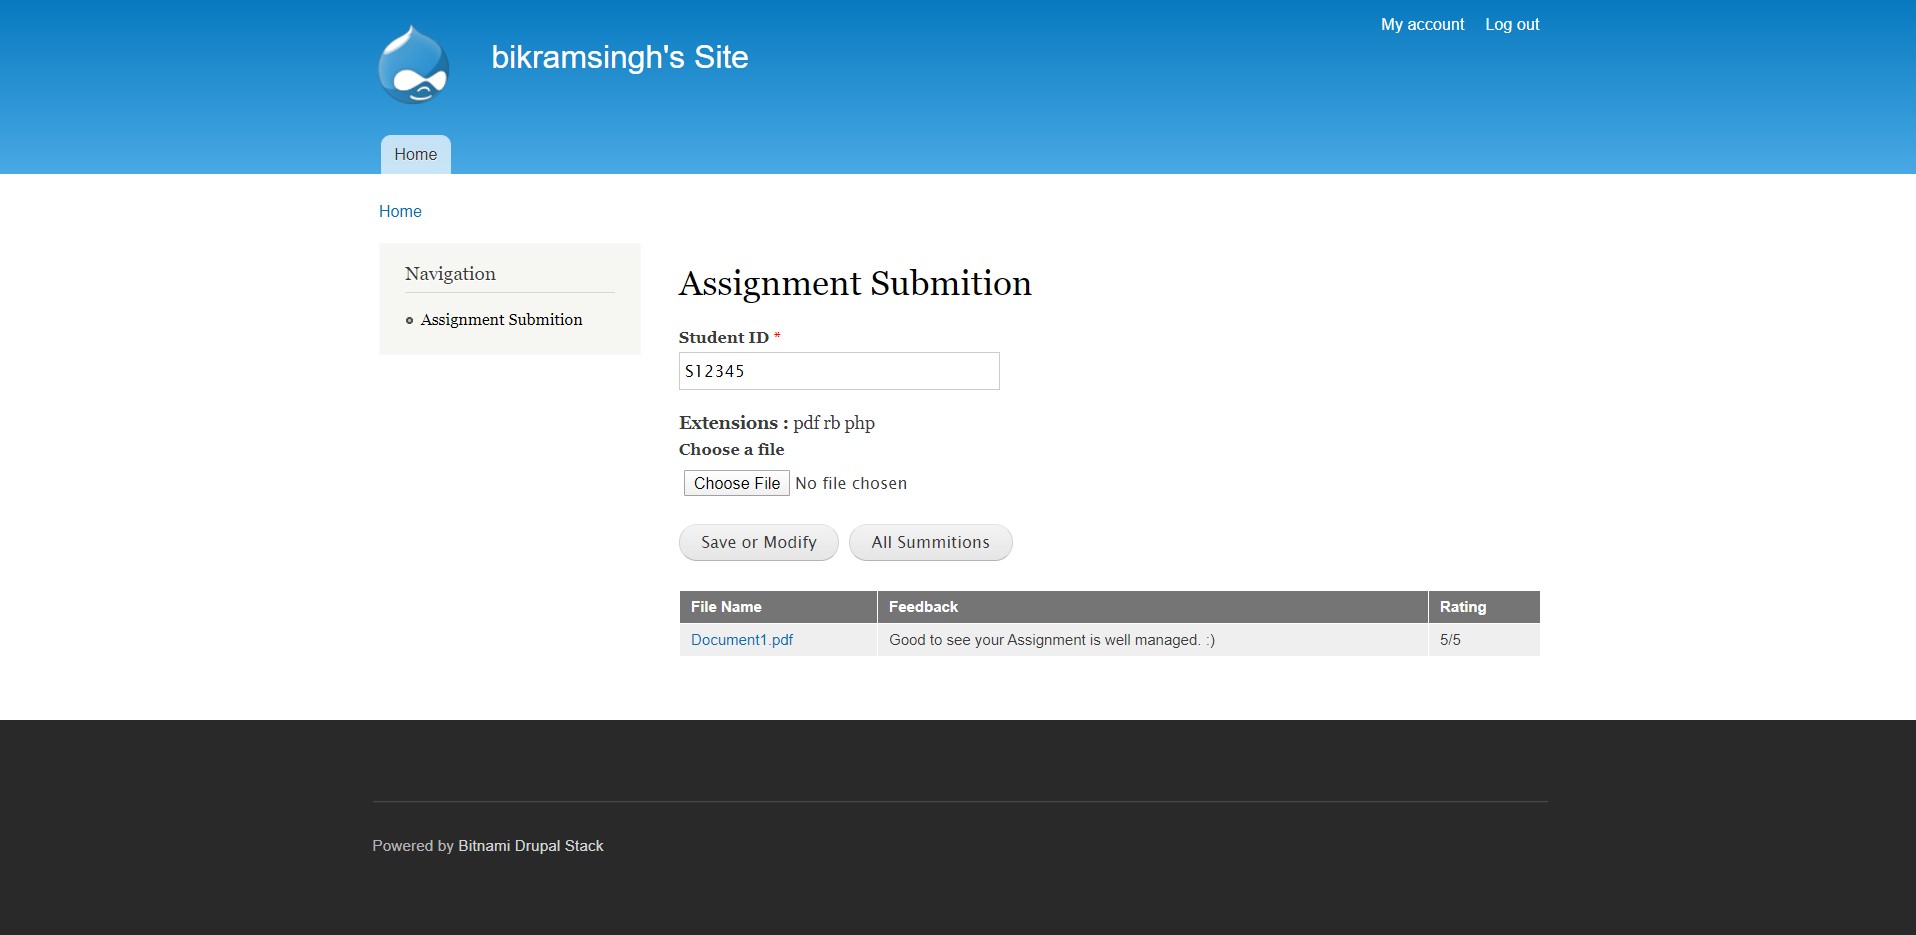 My account Log out
bikramsingh's Site
Home
Home
Navigation
Assignment Submition
Assignment Submition
Student ID *
S12345
Extensions : pdf rb php
Choose a file
Choose File No file chosen
Save or Modify All Summitions
File Name Feedback Rating
Document1.pdf Good to see your Assignment is well managed. :) 5/5
Powered by Bitnami Drupal Stack